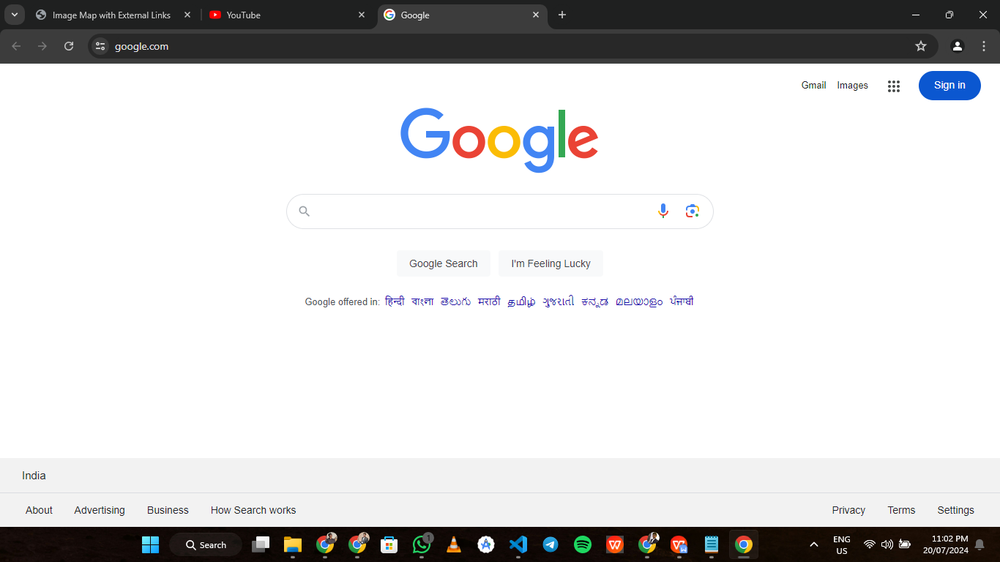 Image Map with External Links
YouTube
Google
google.com
Gmail Images Sign in
Google
Google Search I'm Feeling Lucky
Google offered in: हिन्दी বাংলা తెలుగు मराठी தமிழ் ગુજરાતી ಕನ್ನಡ മലയാളം ਪੰਜਾਬੀ
India
About Advertising Business How Search works Privacy Terms Settings
Search 1 W W ENG 11:02 PM
US 20/07/2024